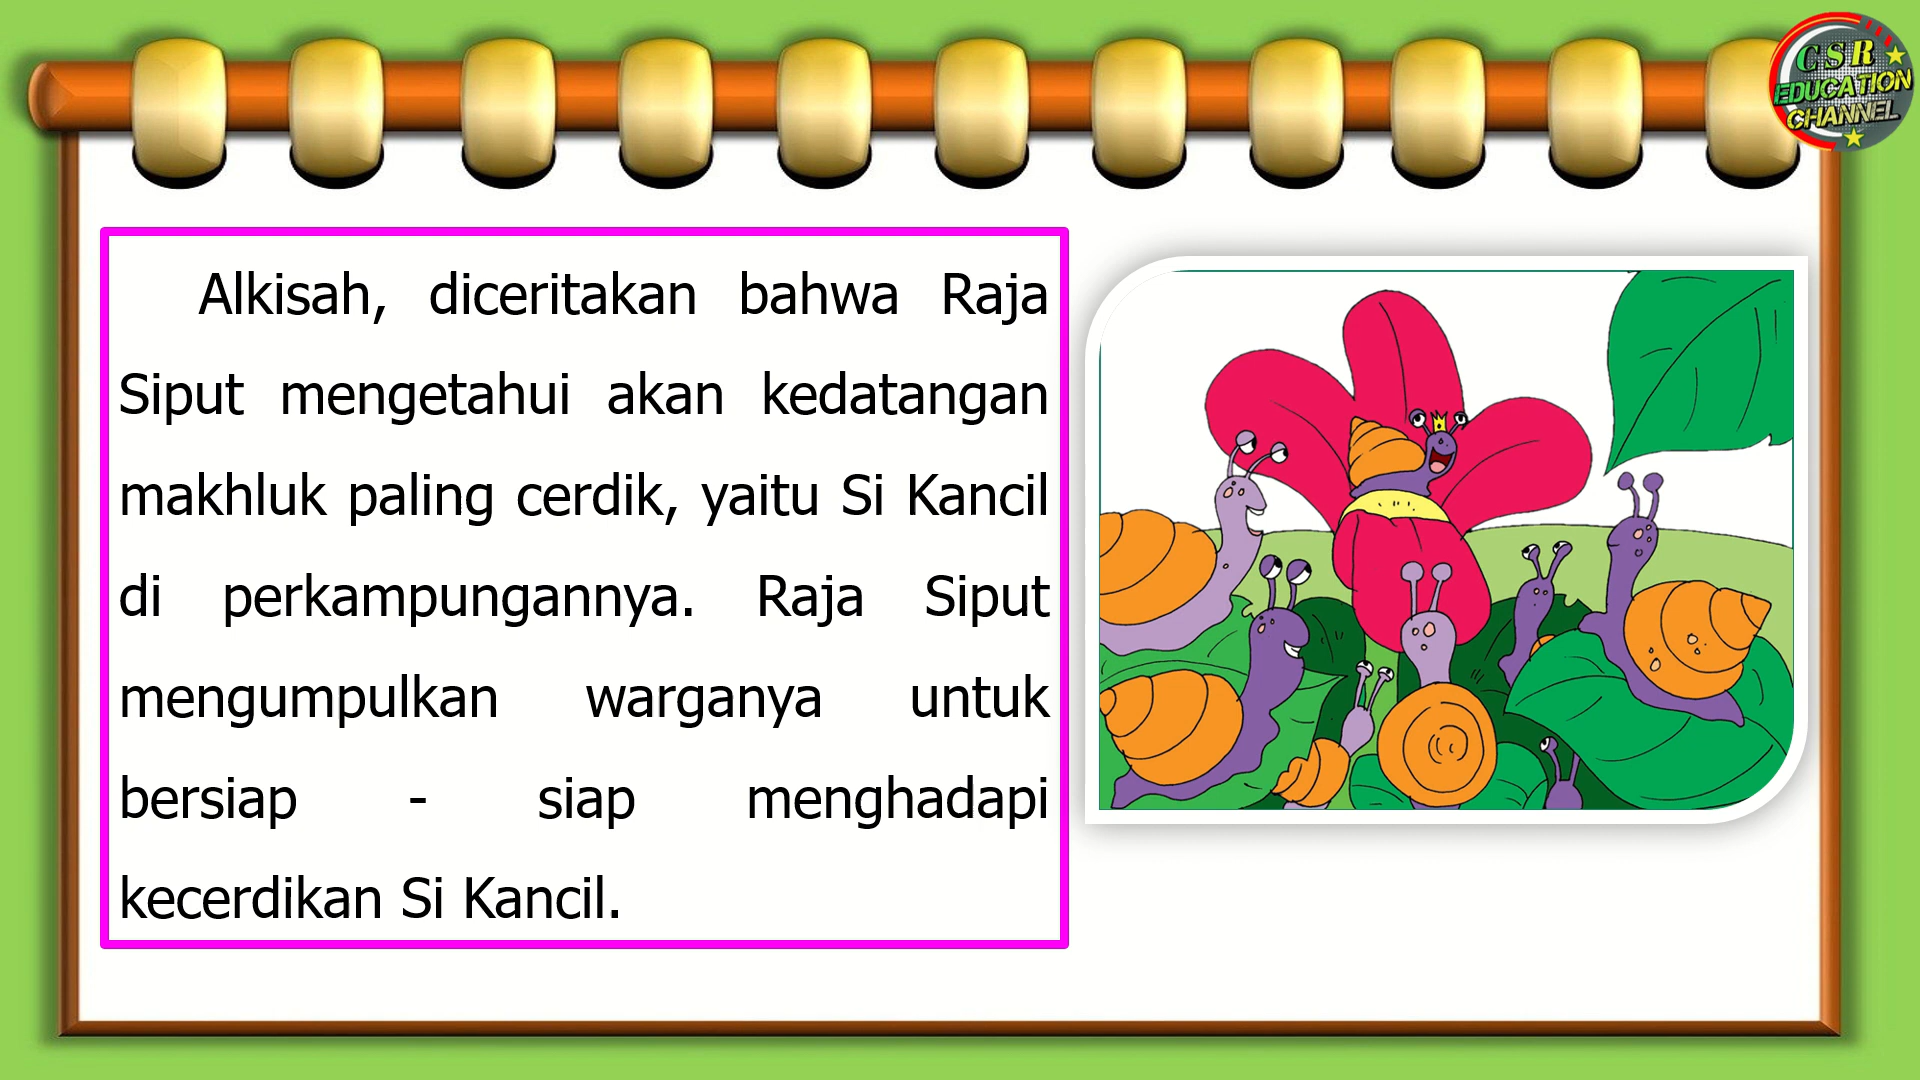 CSR
EDUCATION
CHANNEL
Alkisah, diceritakan bahwa Raja
Siput mengetahui akan kedatangan
makhluk paling cerdik, yaitu Si Kancil
di perkampungannya. Raja Siput
mengumpulkan warganya untuk
bersiap - siap menghadapi
kecerdikan Si Kancil.